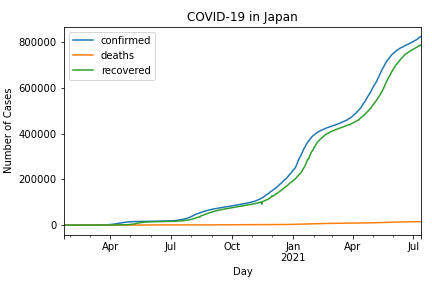 COVID-19 in Japan
confirmed
deaths
recovered
Number of Cases
800000
600000
400000
200000
0
Apr
Jul
Oct
Jan
2021
Apr
Jul
Day